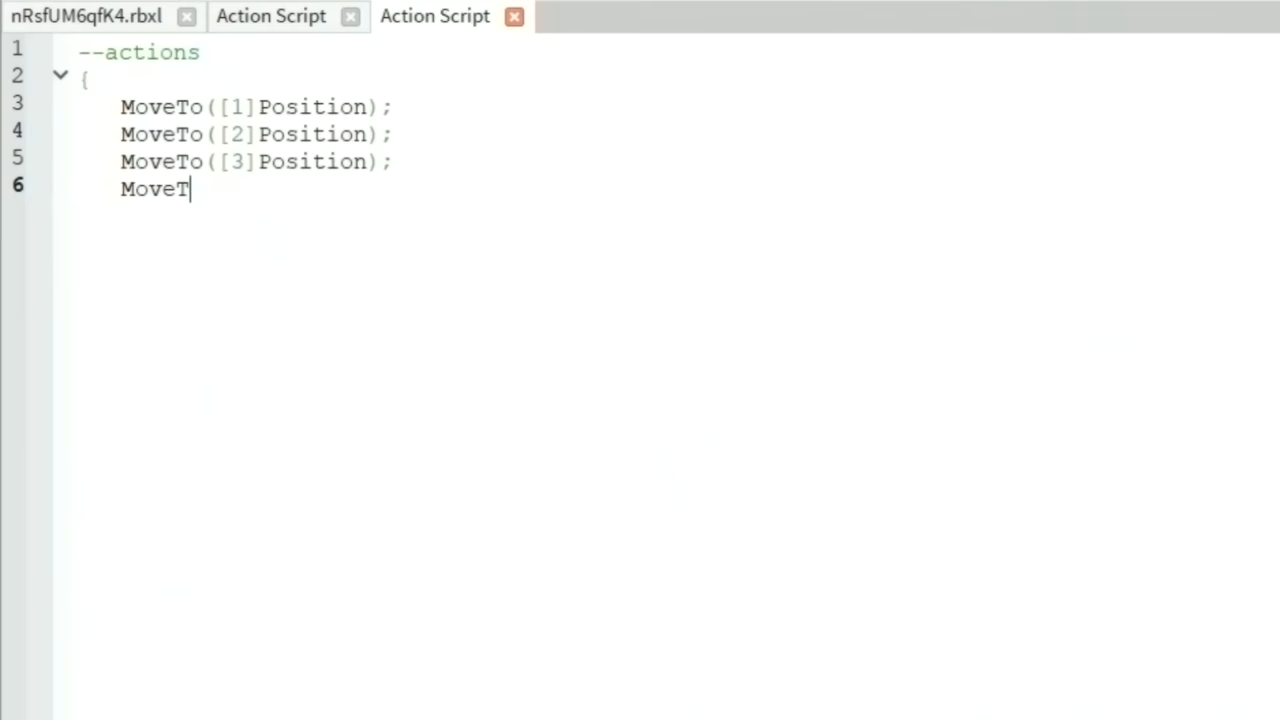 nRsfUM6qfK4.rbxl Action Script Action Script
1 --actions
2 {
3 MoveTo([1]Position);
4 MoveTo([2]Position);
5 MoveTo([3]Position);
6 MoveT